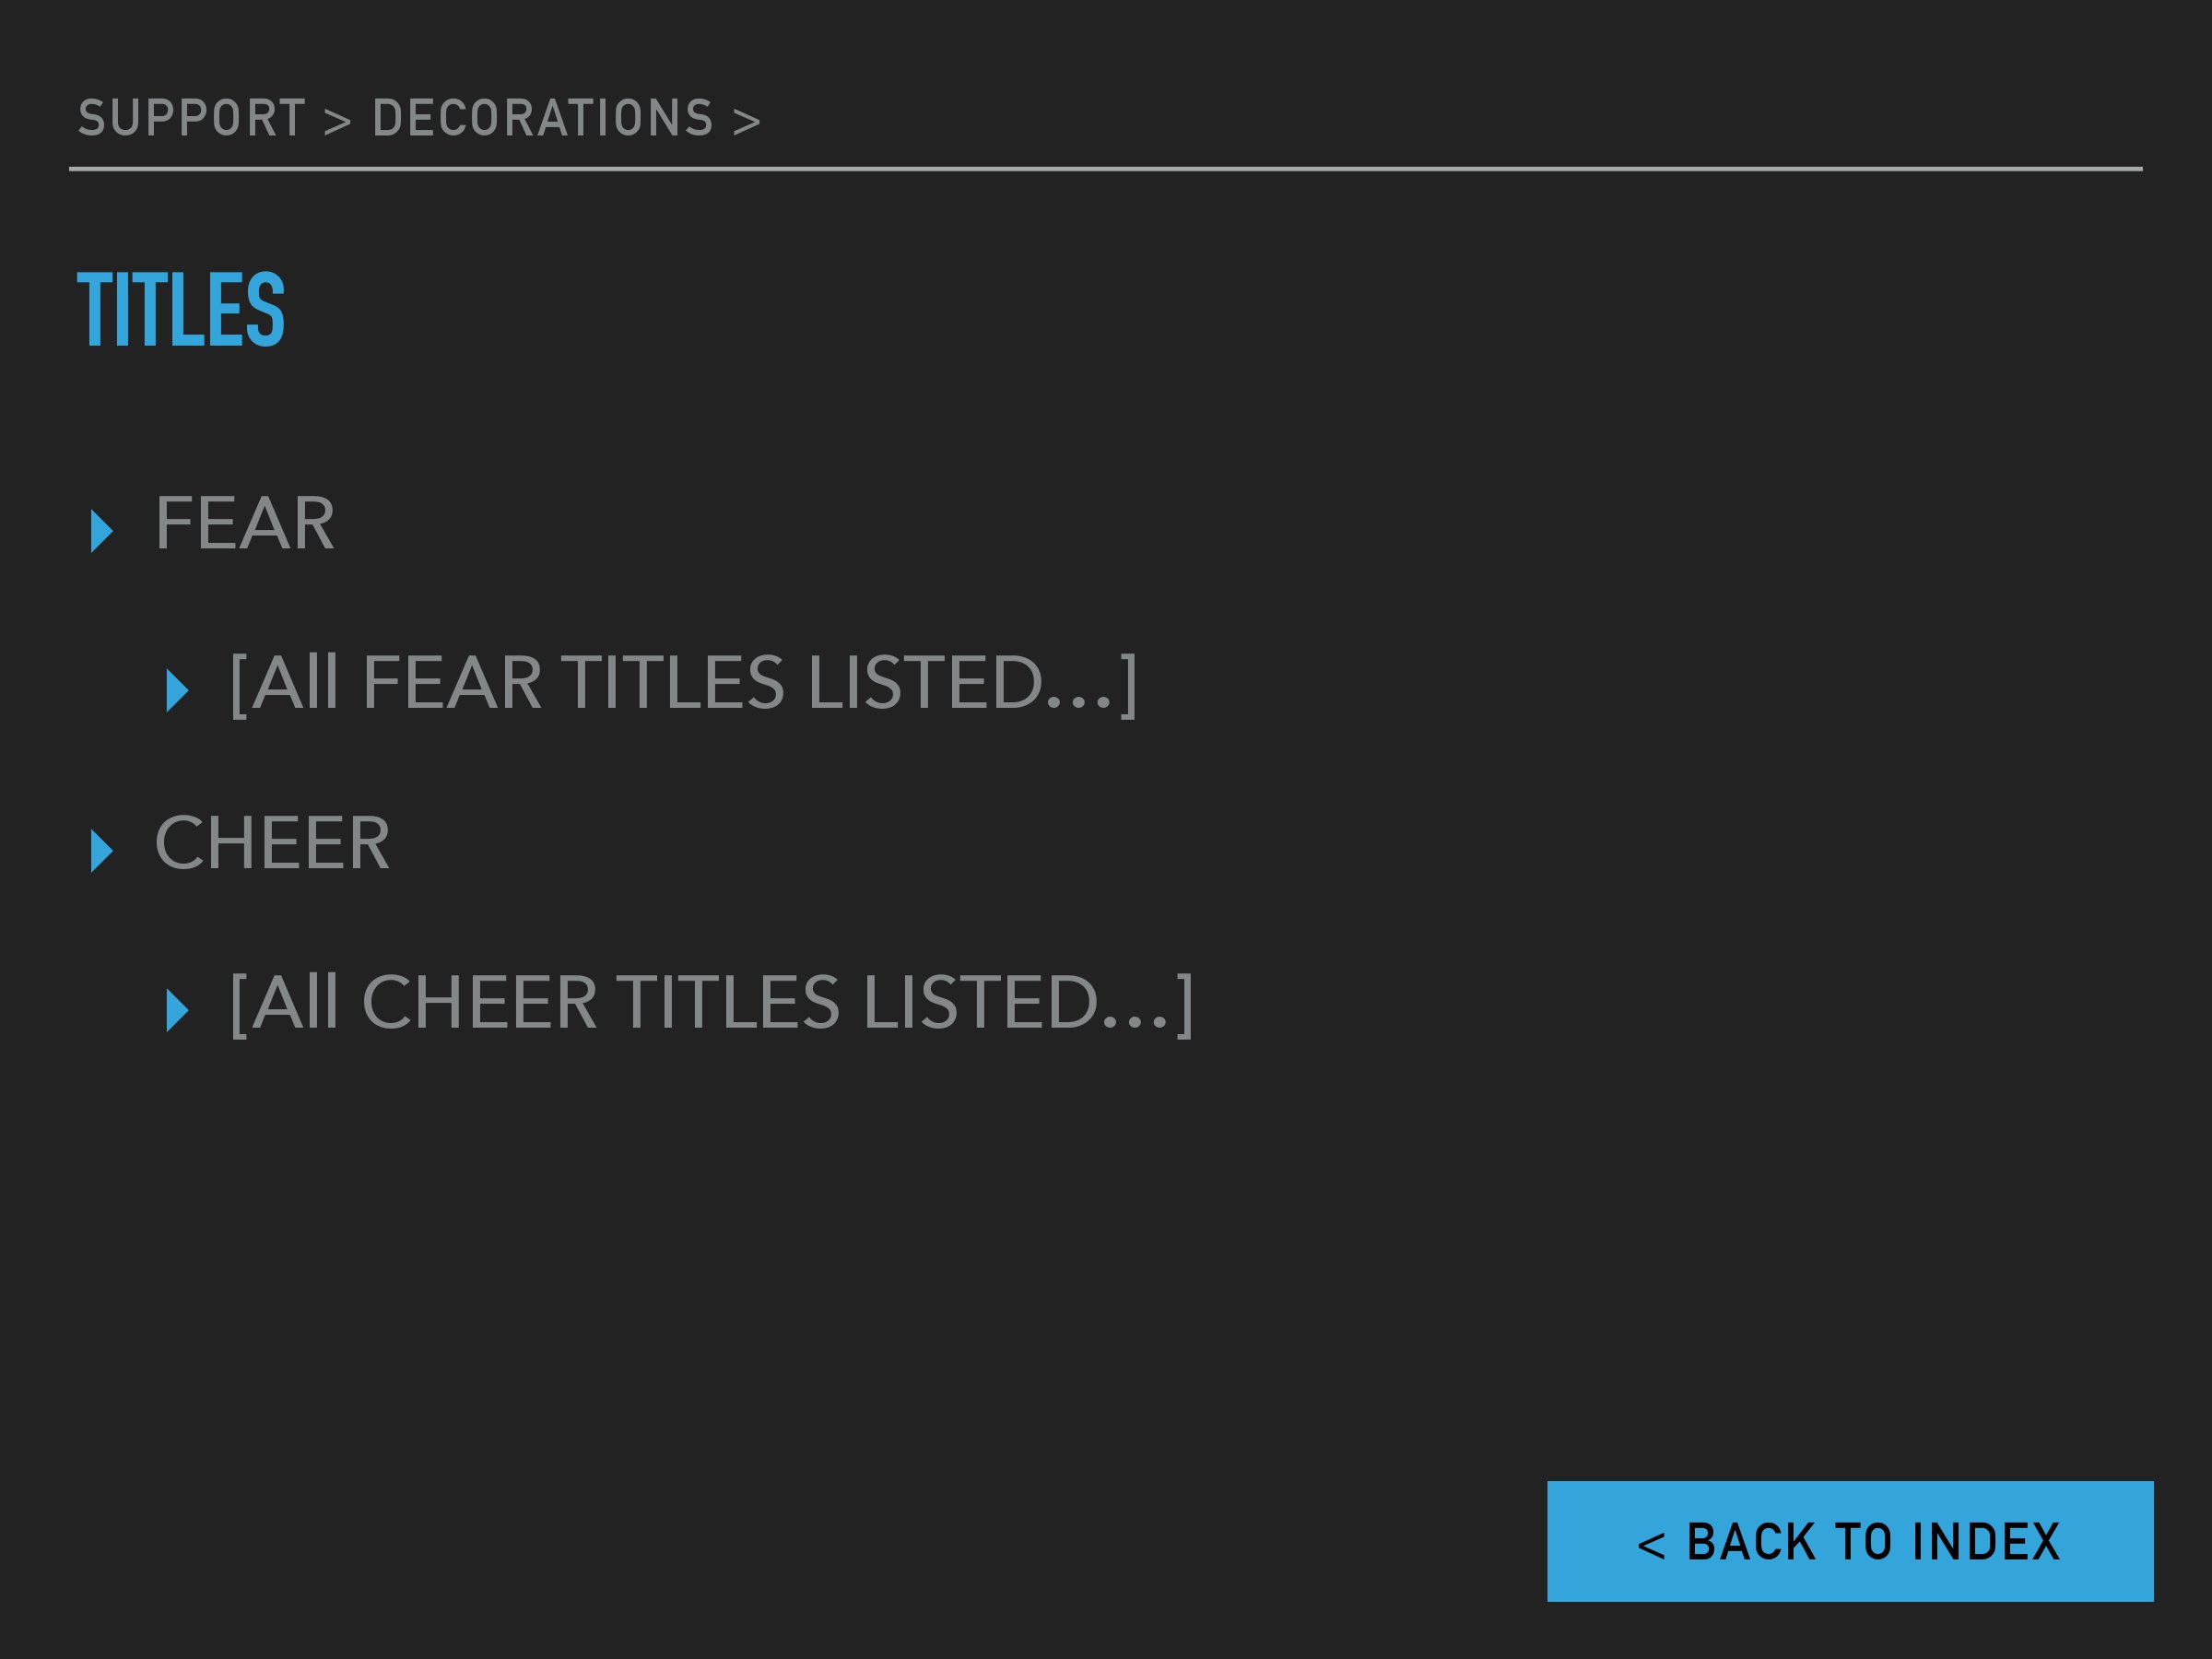 SUPPORT > DECORATIONS >
TITLES
FEAR
[All FEAR TITLES LISTED...]
CHEER
[All CHEER TITLES LISTED...]
< BACK TO INDEX